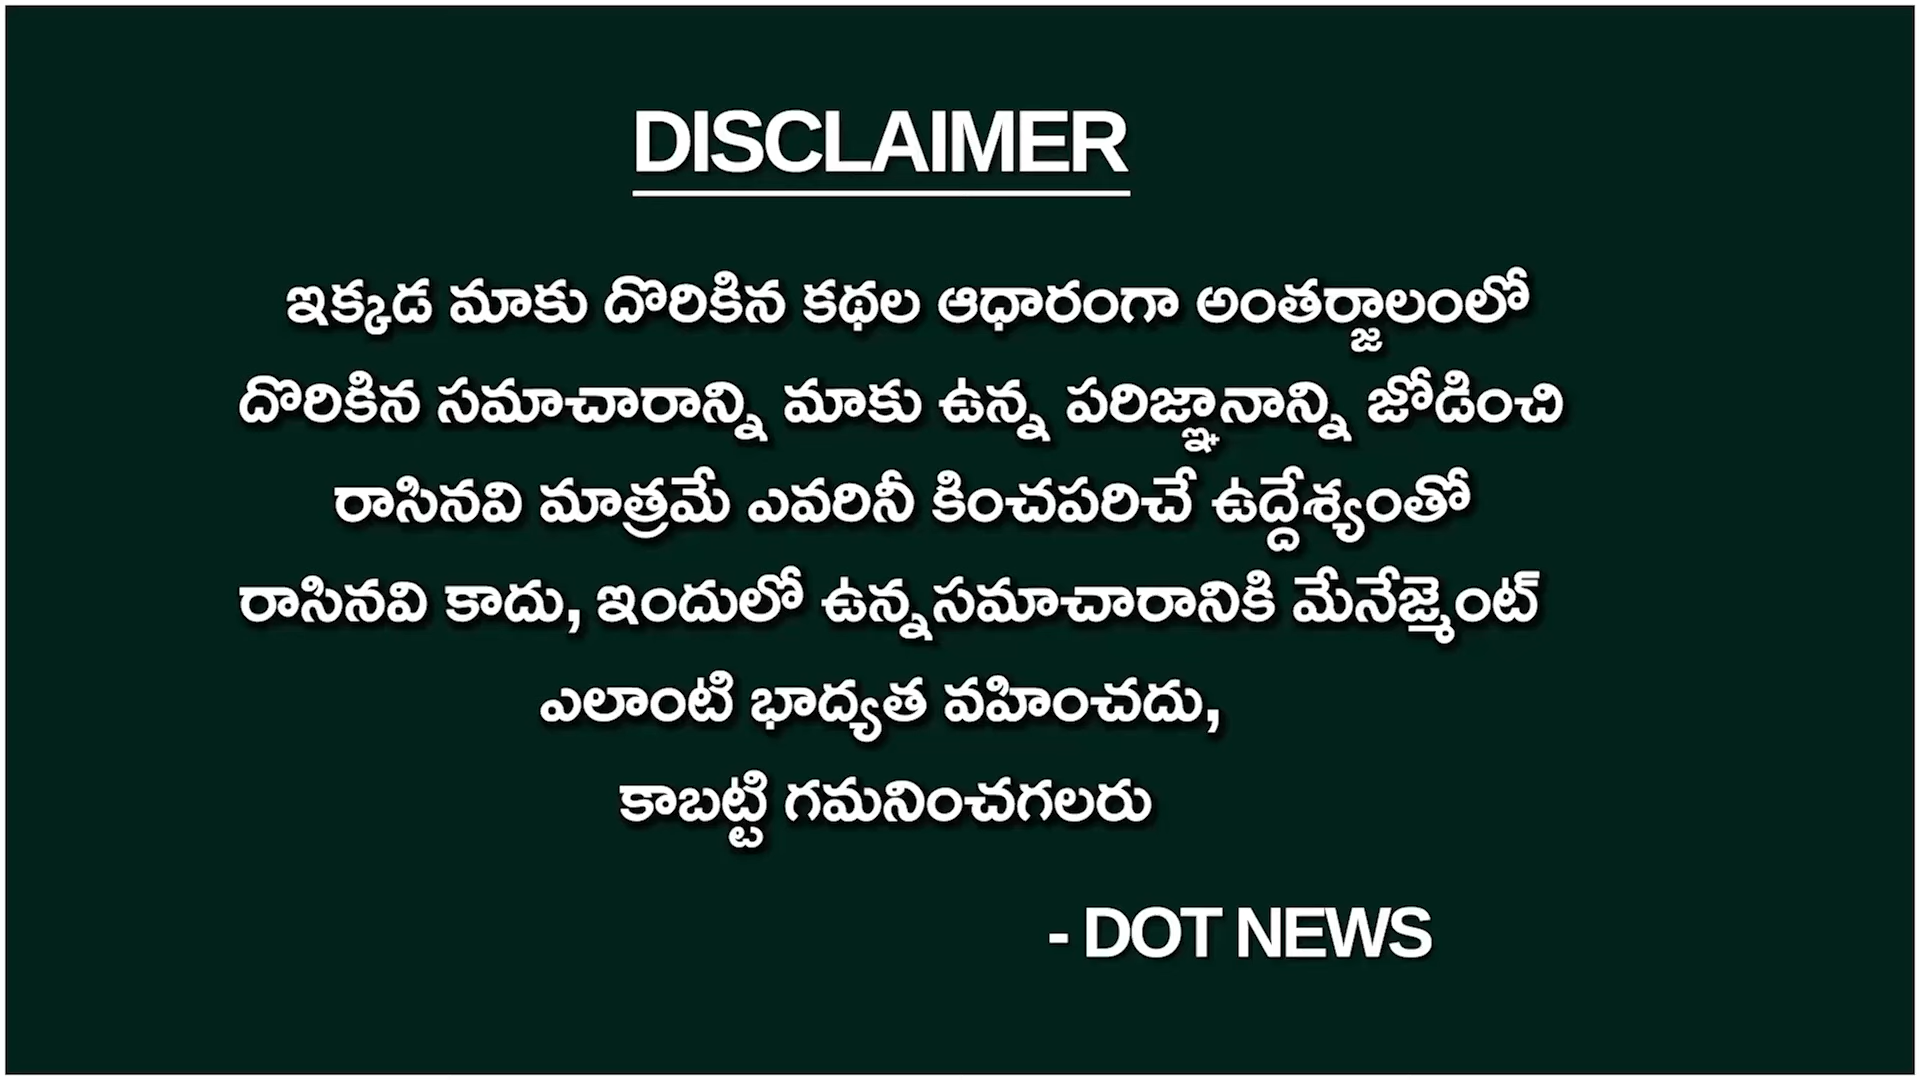 DISCLAIMER
ఇక్కడ మాకు దొరికిన కథల ఆధారంగా అంతర్జాలంలో
దొరికిన సమాచారాన్ని మాకు ఉన్న పరిజ్ఞానాన్ని జోడించి
రాసినవి మాత్రమే ఎవరినీ కించపరిచే ఉద్దేశ్యంతో
రాసినవి కాదు, ఇందులో ఉన్నసమాచారానికి మేనేజ్మెంట్
ఎలాంటి భాద్యత వహించదు,
కాబట్టి గమనించగలరు
- DOT NEWS